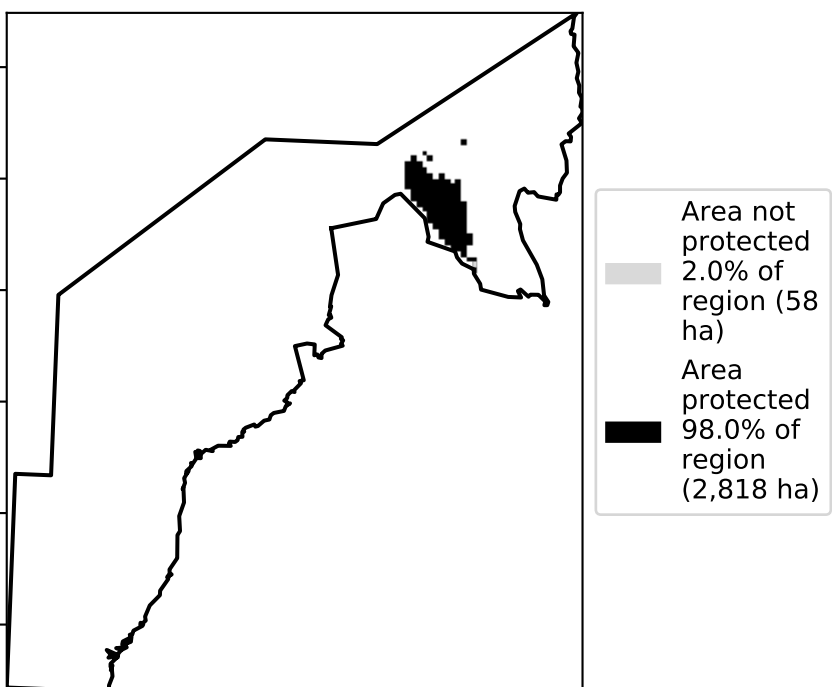 Area not
protected
2.0% of
region (58
ha)
Area
protected
98.0% of
region
(2,818 ha)